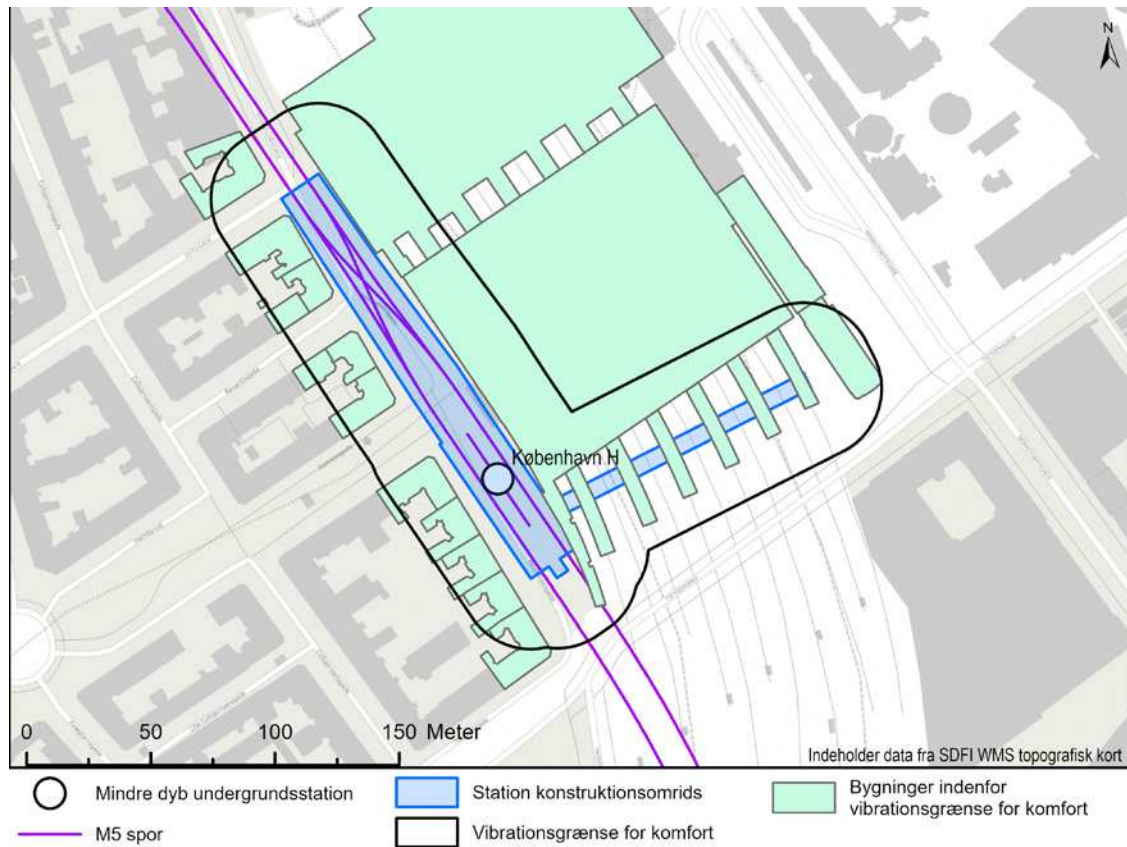 N
København H
0 50 100 150 Meter
Indeholder data fra SDFI WMS topografisk kort
Mindre dyb undergrundsstation
M5 spor
Station konstruktionsomrids
Vibrationsgrænse for komfort
Bygninger indenfor
vibrationsgrænse for komfort